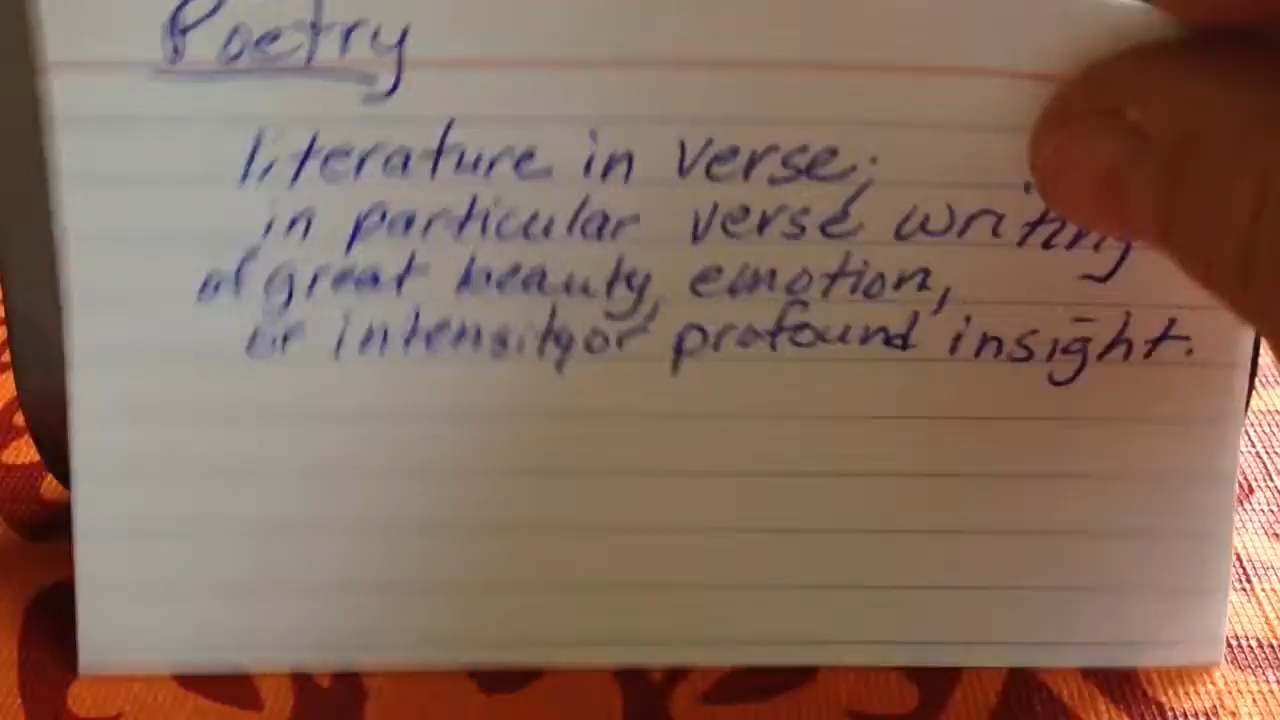 Poetry
literature in verse;
in particular verse writing
of great beauty, emotion,
or intensity or profound insight.